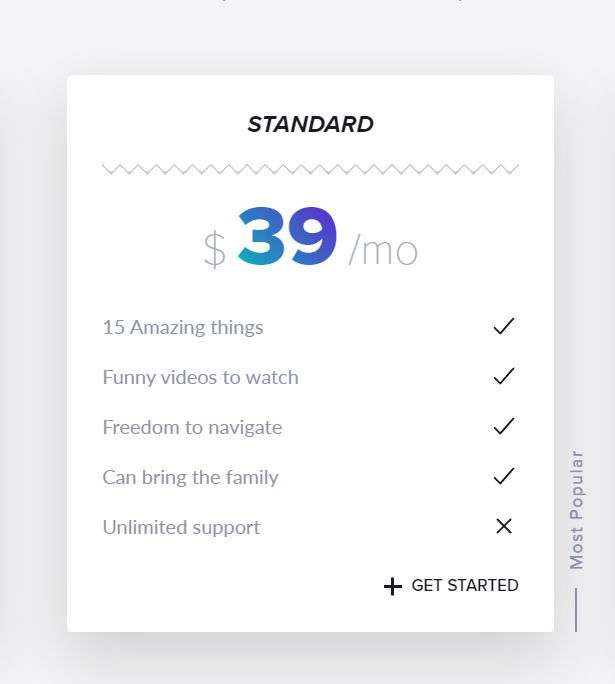 STANDARD
$ 39 /mo
15 Amazing things
Funny videos to watch
Freedom to navigate
Can bring the family
Unlimited support
GET STARTED
Most Popular